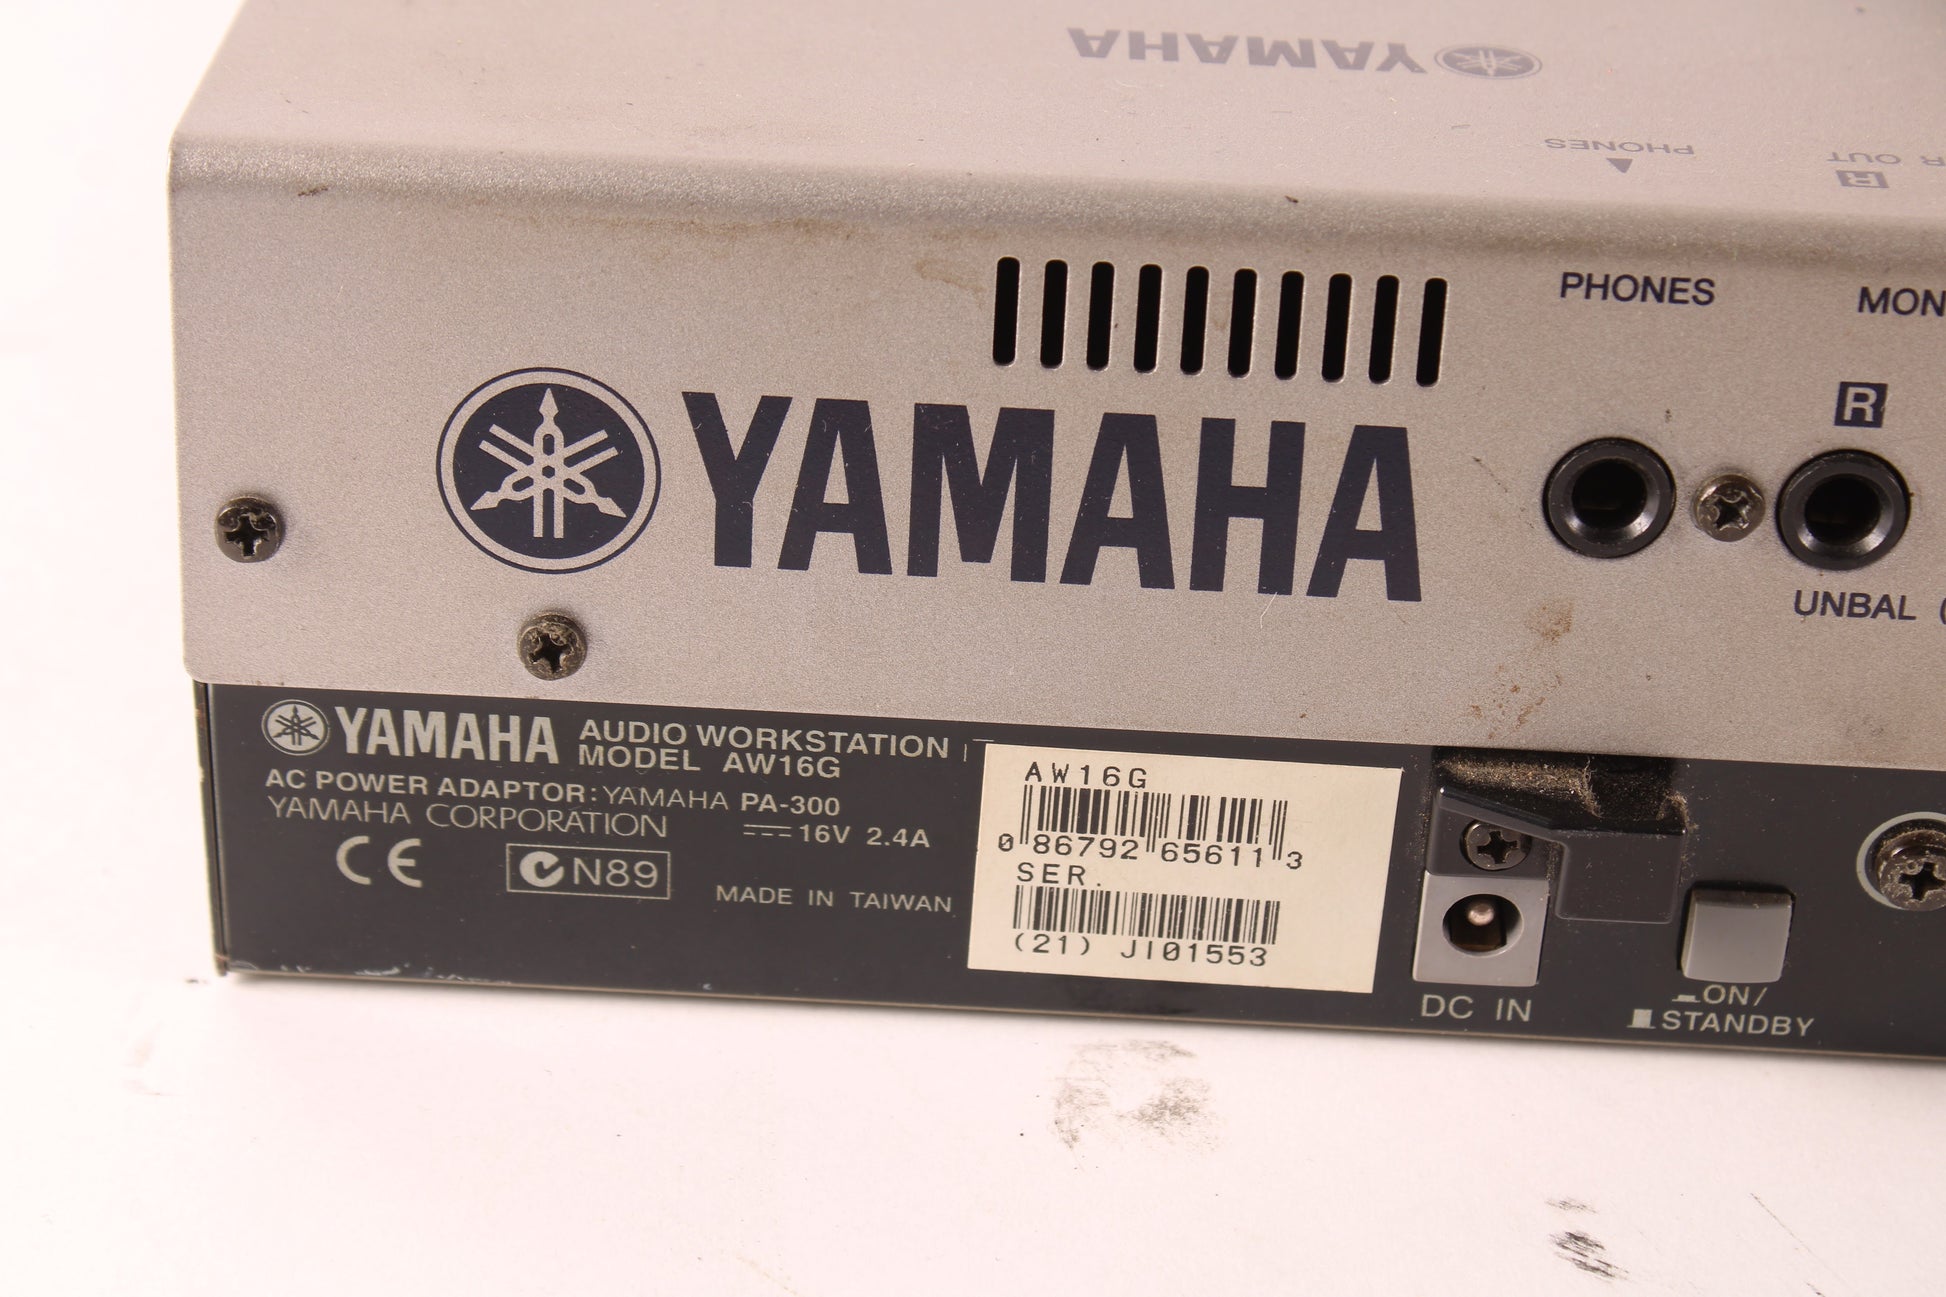 YAMAHA
PHONES
R OUT
R
PHONES
R
YAMAHA
UNBAL (
YAMAHA AUDIO WORKSTATION
MODEL AW16G
AC POWER ADAPTOR: YAMAHA PA-300
YAMAHA CORPORATION
16V 2.4A
CE
N89
MADE IN TAIWAN
AW16G
0 86792 65611 3
SER.
(21) JI01553
DC IN
ON/
STANDBY